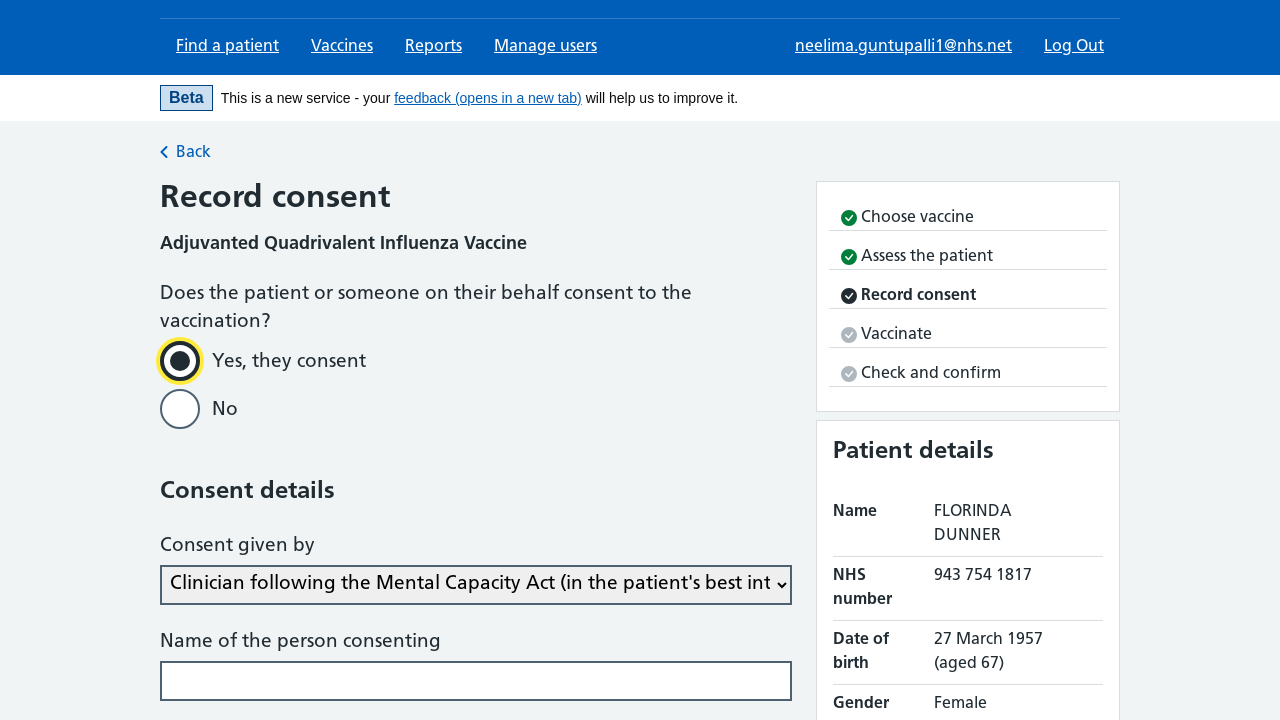 Find a patient
Vaccines
Reports
Manage users
neelima.guntupalli1@nhs.net
Log Out
Beta
This is a new service - your feedback (opens in a new tab) will help us to improve it.
Back
Record consent
Adjuvanted Quadrivalent Influenza Vaccine
Does the patient or someone on their behalf consent to the
vaccination?
Yes, they consent
No
Consent details
Consent given by
Clinician following the Mental Capacity Act (in the patient's best int
Name of the person consenting
Choose vaccine
Assess the patient
Record consent
Vaccinate
Check and confirm
Patient details
Name
FLORINDA
DUNNER
NHS
number
943 754 1817
Date of
birth
27 March 1957
(aged 67)
Gender
Female